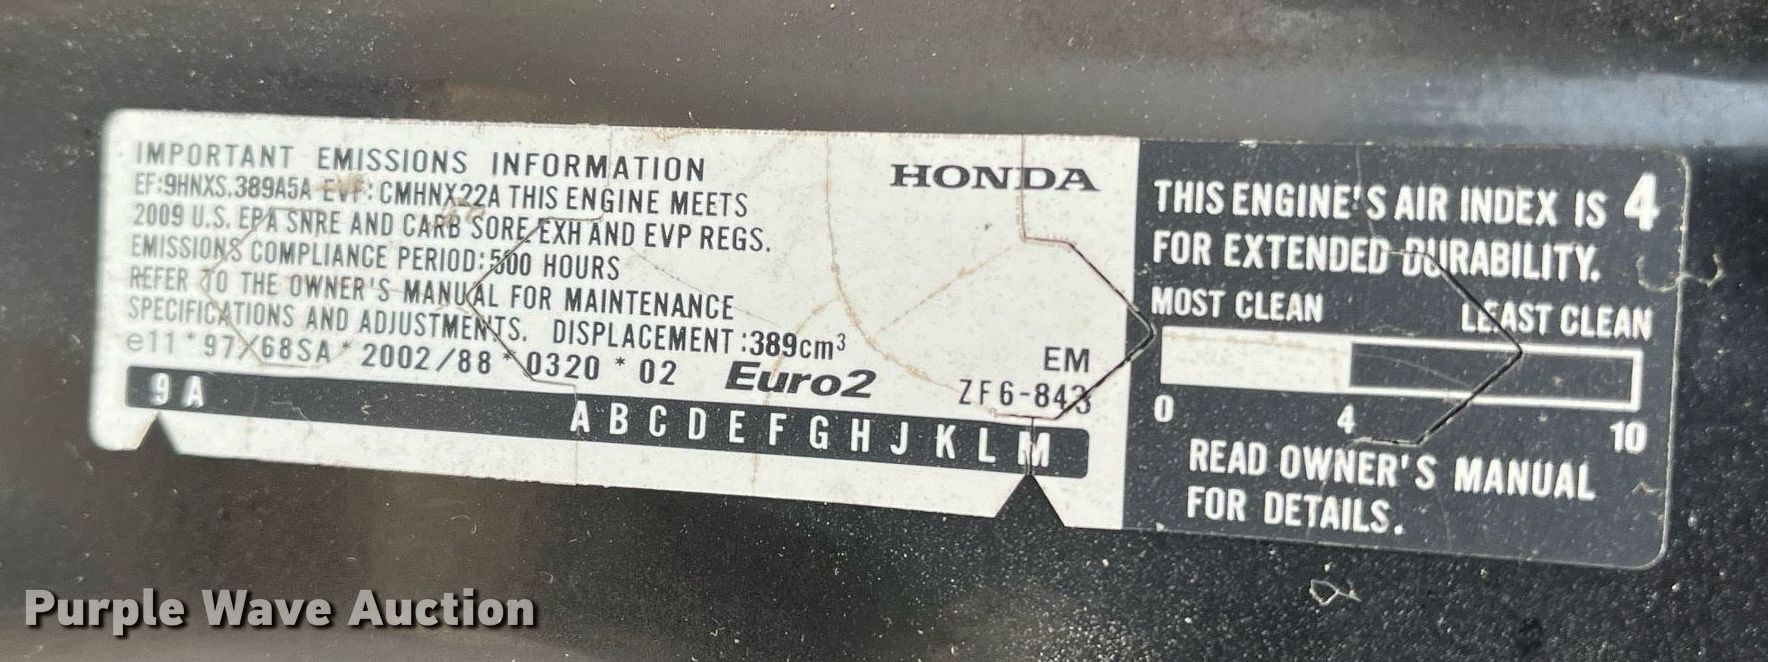 IMPORTANT EMISSIONS INFORMATION
EF:9HNXS.389A5A EVP:CMHNX22A THIS ENGINE MEETS
2009 U.S. EPA SNRE AND CARB SORE EXH AND EVP REGS.
EMISSIONS COMPLIANCE PERIOD:500 HOURS
REFER TO THE OWNER'S MANUAL FOR MAINTENANCE
SPECIFICATIONS AND ADJUSTMENTS. DISPLACEMENT:389cm³
e11*97/68SA*2002/88*0320*02 Euro2
HONDA
EM
ZF6-843
9 A
A B C D E F G H J K L M
THIS ENGINE'S AIR INDEX IS 4
FOR EXTENDED DURABILITY.
MOST CLEAN LEAST CLEAN
0 4 10
READ OWNER'S MANUAL
FOR DETAILS.
Purple Wave Auction